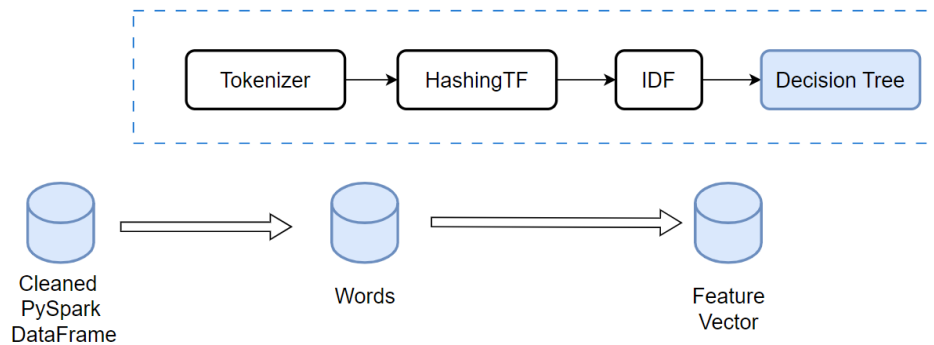 Tokenizer
HashingTF
IDF
Decision Tree
Cleaned
PySpark
DataFrame
Words
Feature
Vector